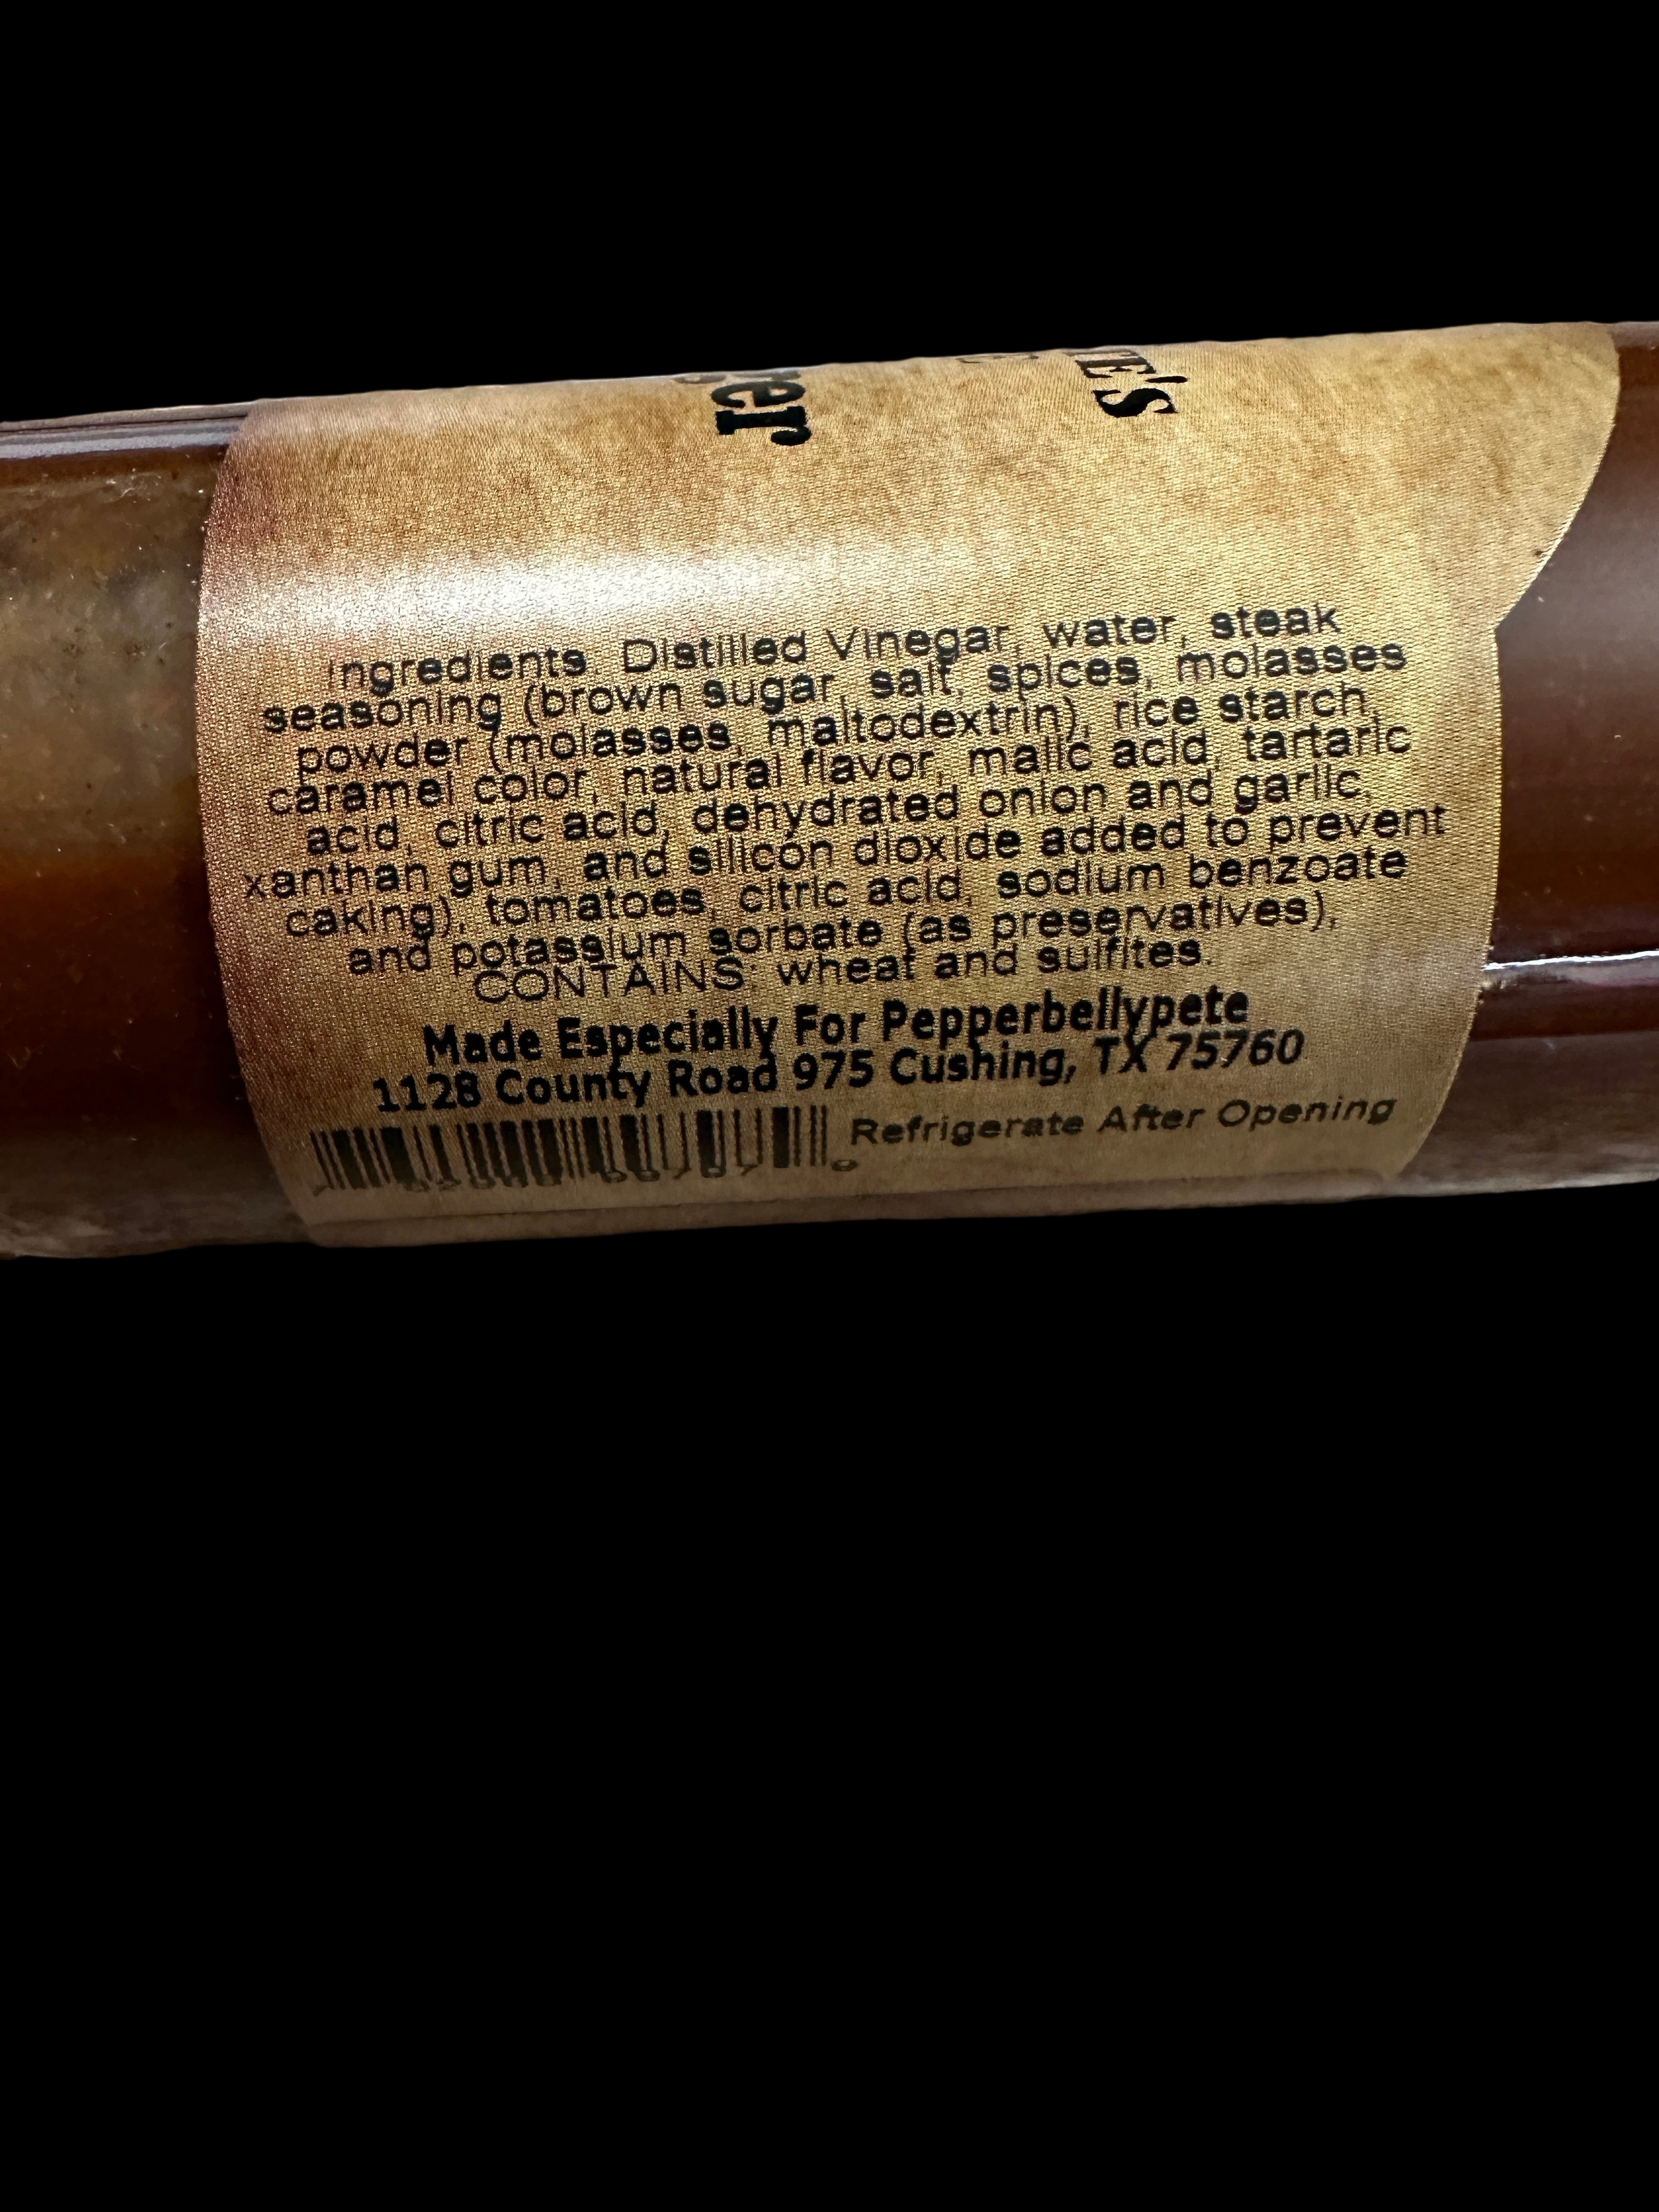 TE'S
ger
Ingredients. Distilled Vinegar, water, steak
seasoning (brown sugar, salt, spices, molasses
powder (molasses, maltodextrin), rice starch,
caramel color, natural flavor, malic acid, tartaric
acid, citric acid, dehydrated onion and garlic,
xanthan gum, and silicon dioxide added to prevent
caking), tomatoes, citric acid, sodium benzoate
and potassium sorbate (as preservatives),
CONTAINS: wheat and sulfites.
Made Especially For Pepperbellypete
1128 County Road 975 Cushing, TX 75760
Refrigerate After Opening